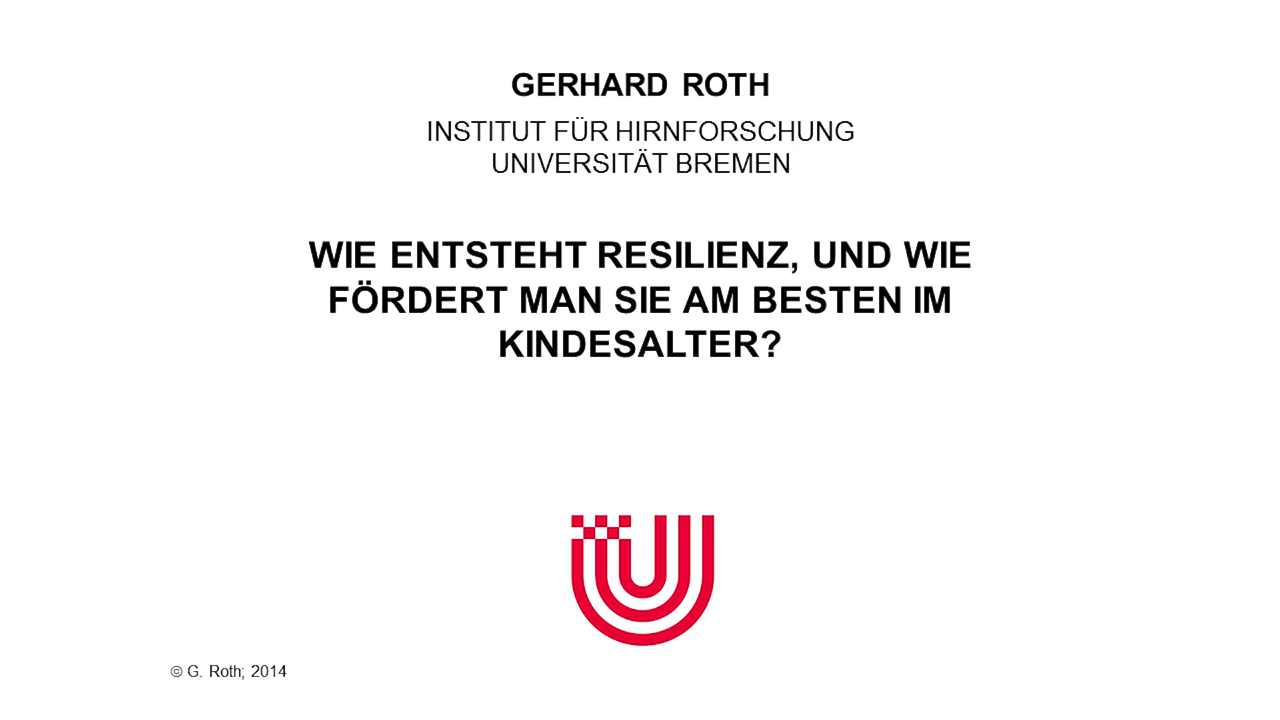 GERHARD ROTH
INSTITUT FÜR HIRNFORSCHUNG
UNIVERSITÄT BREMEN
WIE ENTSTEHT RESILIENZ, UND WIE
FÖRDERT MAN SIE AM BESTEN IM
KINDESALTER?
© G. Roth; 2014